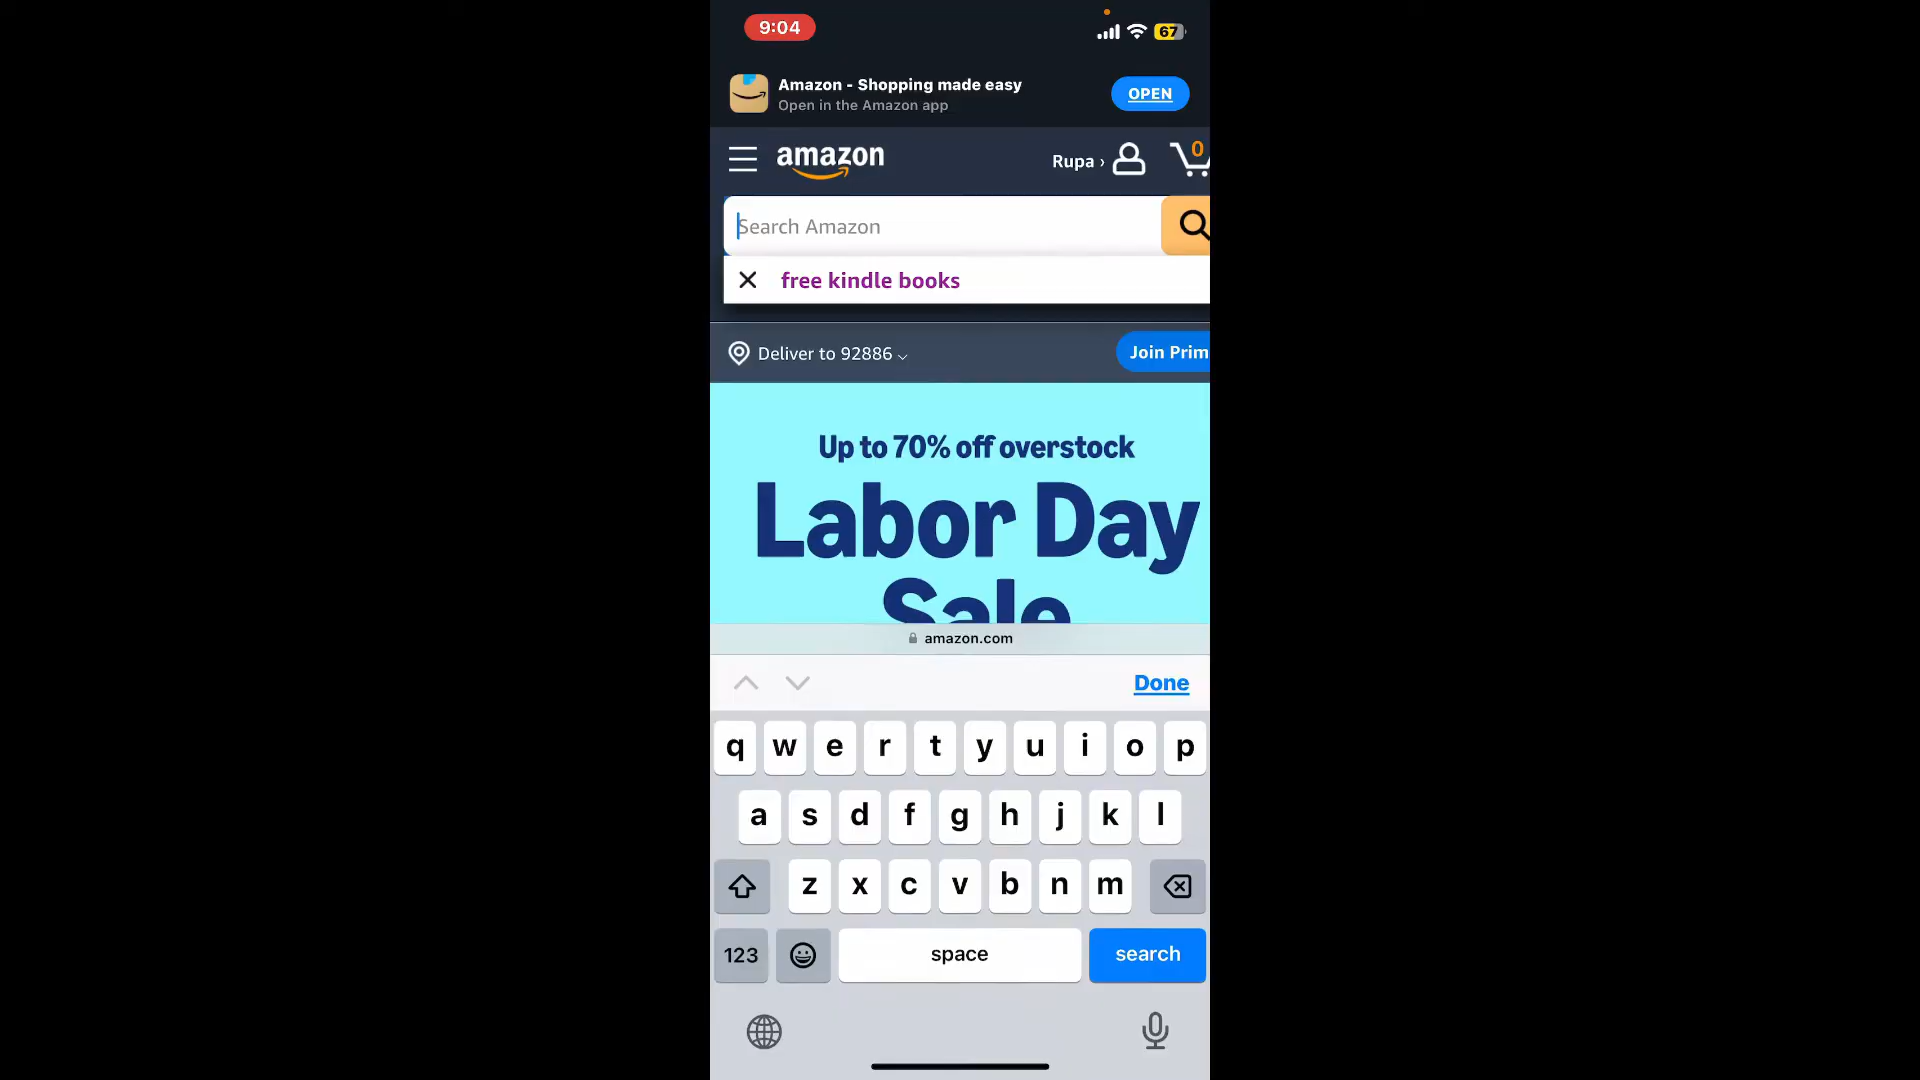 9:04
67
Amazon - Shopping made easy
Open in the Amazon app
OPEN
amazon
Rupa ›
0
Search Amazon
free kindle books
Deliver to 92886
Join Prim
Up to 70% off overstock
Labor Day
Sale
amazon.com
Done
q w e r t y u i o p
a s d f g h j k l
z x c v b n m
123
space
search